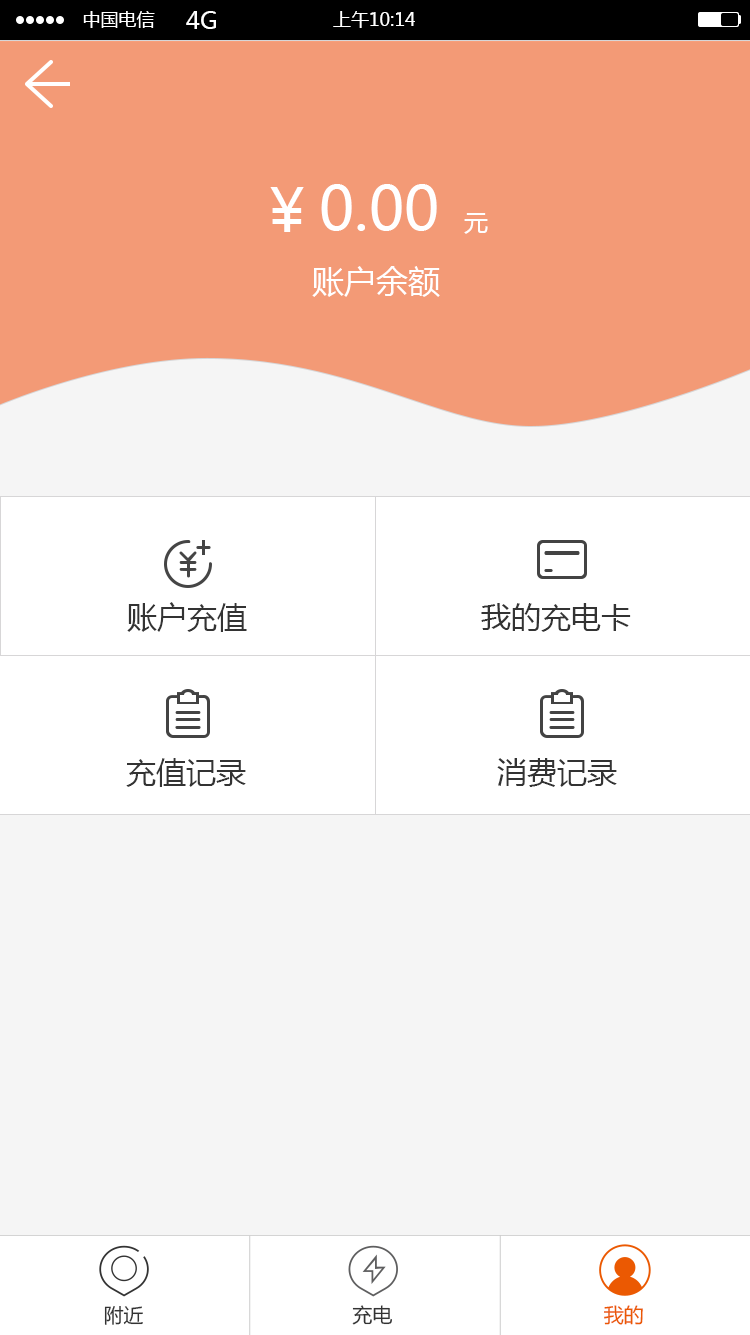 中国电信 4G 上午10:14
¥ 0.00 元
账户余额
账户充值 我的充电卡
充值记录 消费记录
附近 充电 我的